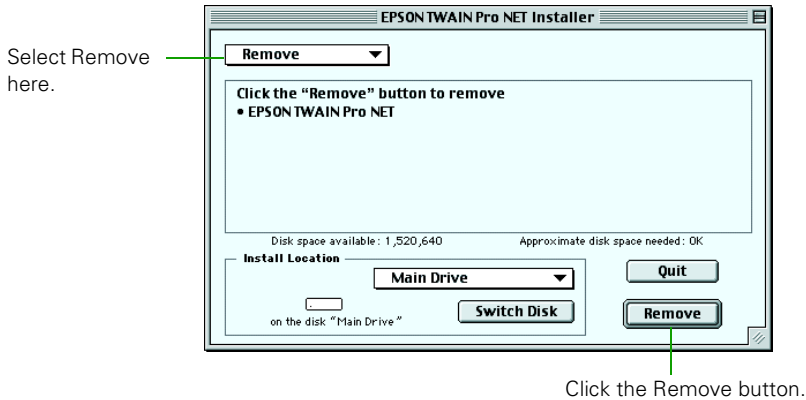 EPSON TWAIN Pro NET Installer
Select Remove
here.
Remove
Click the “Remove” button to remove
• EPSON TWAIN Pro NET
Disk space available: 1,520,640
Approximate disk space needed: 0K
Install Location
Main Drive
on the disk “Main Drive”
Switch Disk
Quit
Remove
Click the Remove button.